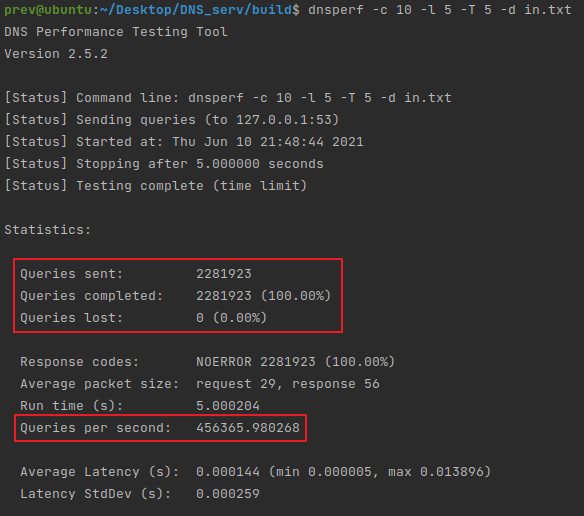 prev@ubuntu:~/Desktop/DNS_serv/build$ dnsperf -c 10 -l 5 -T 5 -d in.txt
DNS Performance Testing Tool
Version 2.5.2
[Status] Command line: dnsperf -c 10 -l 5 -T 5 -d in.txt
[Status] Sending queries (to 127.0.0.1:53)
[Status] Started at: Thu Jun 10 21:48:44 2021
[Status] Stopping after 5.000000 seconds
[Status] Testing complete (time limit)
Statistics:
Queries sent: 2281923
Queries completed: 2281923 (100.00%)
Queries lost: 0 (0.00%)
Response codes: NOERROR 2281923 (100.00%)
Average packet size: request 29, response 56
Run time (s): 5.000204
Queries per second: 456365.980268
Average Latency (s): 0.000144 (min 0.000005, max 0.013896)
Latency StdDev (s): 0.000259